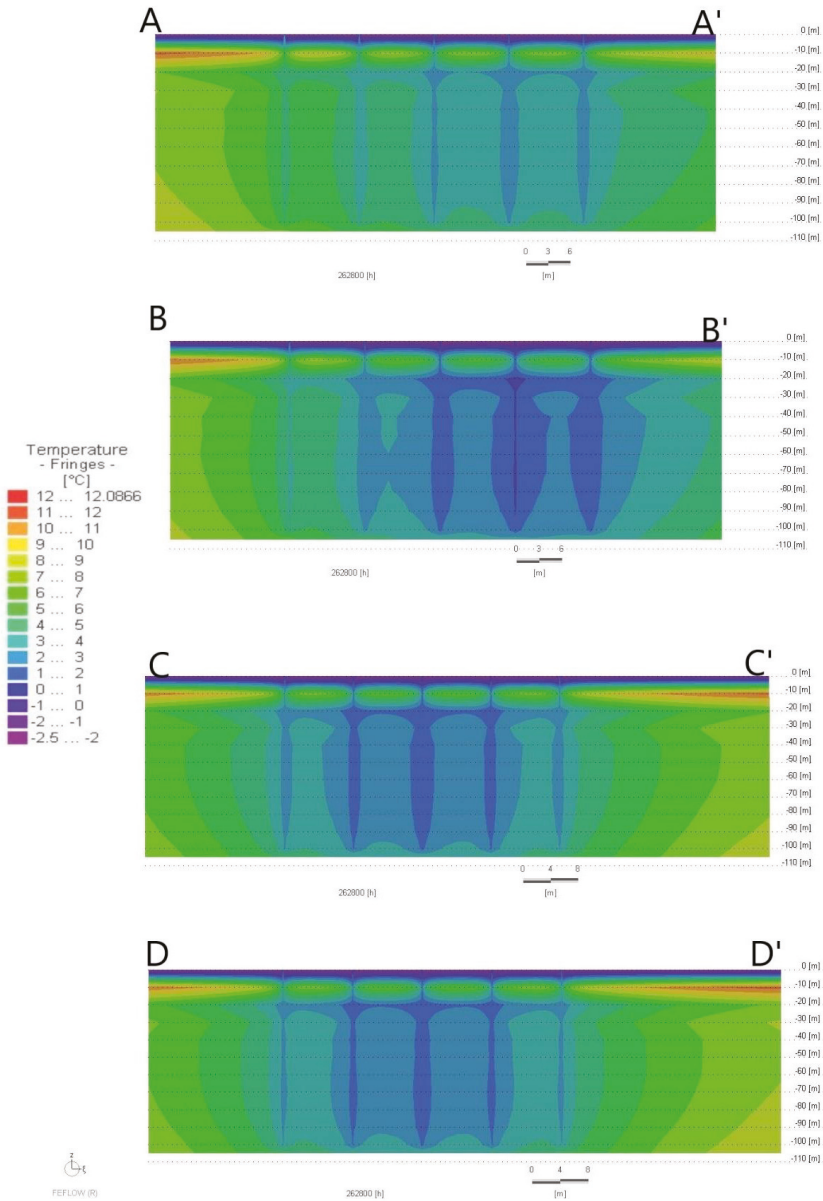 A A'
0 [m]
-10 [m]
-20 [m]
-30 [m]
-40 [m]
-50 [m]
-60 [m]
-70 [m]
-80 [m]
-90 [m]
-100 [m]
-110 [m]
0 3 6
262800 [h] [m]
B B'
0 [m]
-10 [m]
-20 [m]
-30 [m]
-40 [m]
-50 [m]
-60 [m]
-70 [m]
-80 [m]
-90 [m]
-100 [m]
-110 [m]
0 3 6
262800 [h] [m]
Temperature
- Fringes -
[°C]
12 ... 12.0866
11 ... 12
10 ... 11
9 ... 10
8 ... 9
7 ... 8
6 ... 7
5 ... 6
4 ... 5
3 ... 4
2 ... 3
1 ... 2
0 ... 1
-1 ... 0
-2 ... -1
-2.5 ... -2
C C'
0 [m]
-10 [m]
-20 [m]
-30 [m]
-40 [m]
-50 [m]
-60 [m]
-70 [m]
-80 [m]
-90 [m]
-100 [m]
-110 [m]
0 4 8
262800 [h] [m]
D D'
0 [m]
-10 [m]
-20 [m]
-30 [m]
-40 [m]
-50 [m]
-60 [m]
-70 [m]
-80 [m]
-90 [m]
-100 [m]
-110 [m]
0 4 8
z
FEFLOW (R)
262800 [h] [m]